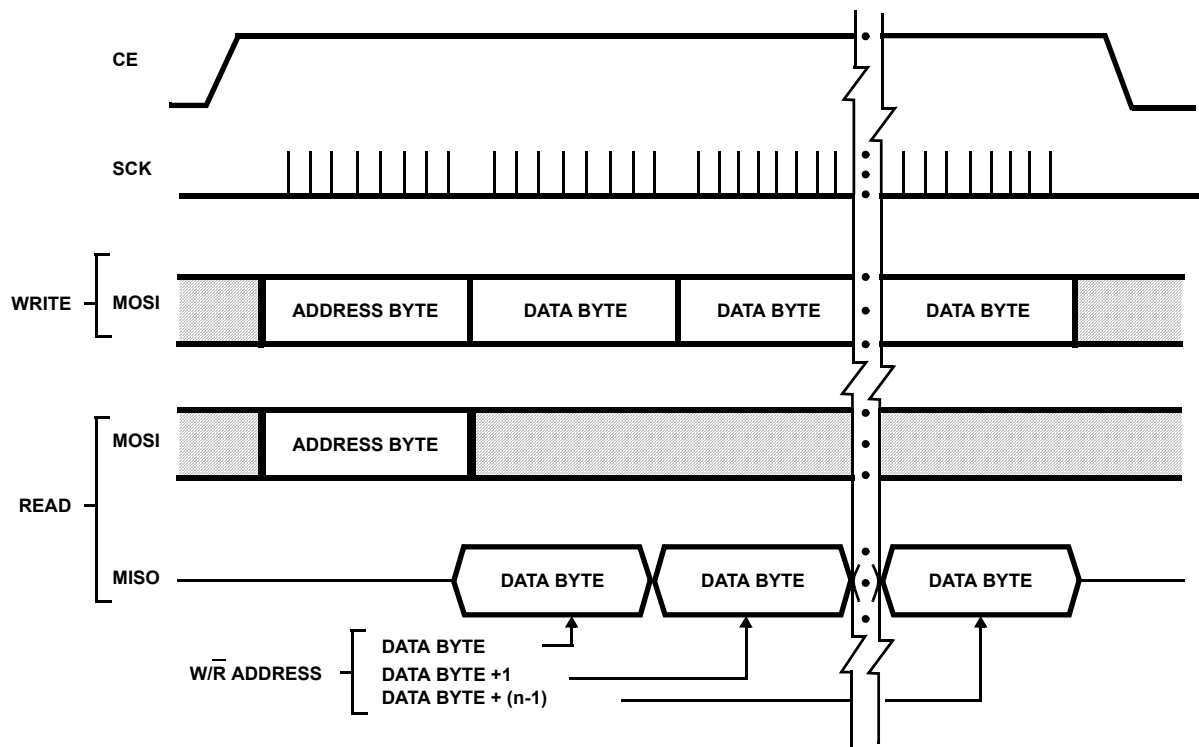 CE
SCK
WRITE
MOSI
ADDRESS BYTE
DATA BYTE
DATA BYTE
DATA BYTE
READ
MOSI
ADDRESS BYTE
MISO
DATA BYTE
DATA BYTE
DATA BYTE
W/R̅ ADDRESS
DATA BYTE
DATA BYTE +1
DATA BYTE + (n-1)